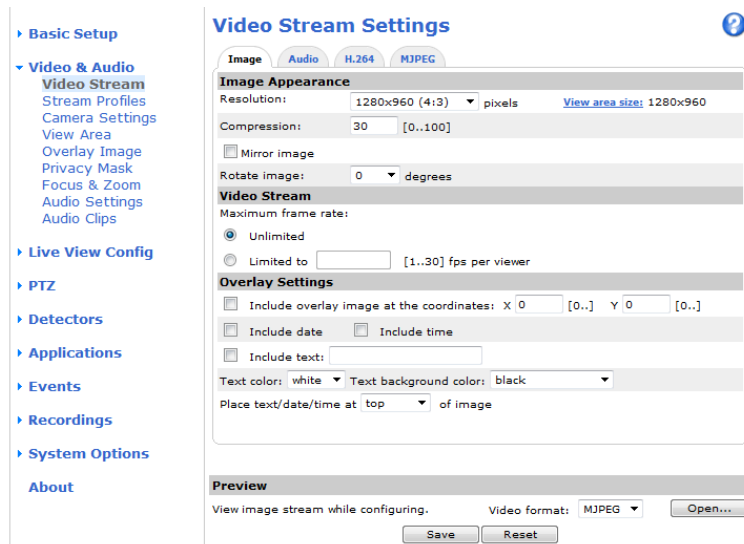 Basic Setup
Video & Audio
Video Stream
Stream Profiles
Camera Settings
View Area
Overlay Image
Privacy Mask
Focus & Zoom
Audio Settings
Audio Clips
Live View Config
PTZ
Detectors
Applications
Events
Recordings
System Options
About
Video Stream Settings ?
Image Audio H.264 MJPEG
Image Appearance
Resolution: 1280x960 (4:3) pixels View area size: 1280x960
Compression: 30 [0..100]
Mirror image
Rotate image: 0 degrees
Video Stream
Maximum frame rate:
Unlimited
Limited to [1..30] fps per viewer
Overlay Settings
Include overlay image at the coordinates: X 0 [0..] Y 0 [0..]
Include date Include time
Include text:
Text color: white Text background color: black
Place text/date/time at top of image
Preview
View image stream while configuring. Video format: MJPEG Open...
Save Reset